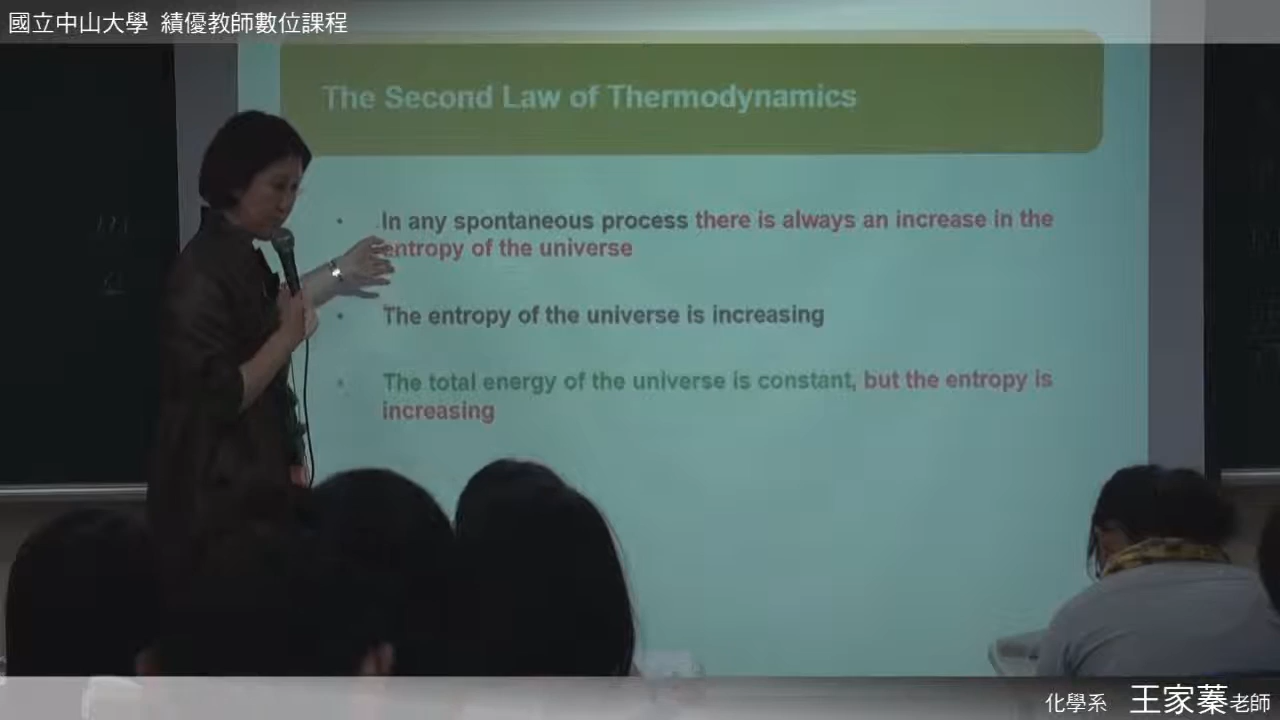 國立中山大學 績優教師數位課程
The Second Law of Thermodynamics
• In any spontaneous process there is always an increase in the
entropy of the universe
• The entropy of the universe is increasing
• The total energy of the universe is constant, but the entropy is
increasing
化學系 王家蓁老師